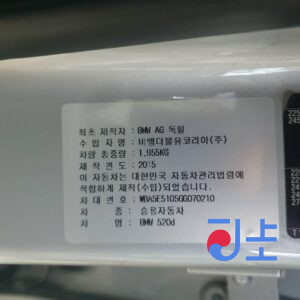 최초 제작자 : BMW AG 독일
수 입 자 명 : 비엠더블유코리아(주)
차량 총중량 : 1,955KG
제 작 연 도 : 2015
이 자동차는 대한민국 자동차관리법령에
적합하게 제작(수입)되었습니다.
차 대 번 호 : WBA5E5105GG070210
차 종 : 승용자동차
차 명 : BMW 520d